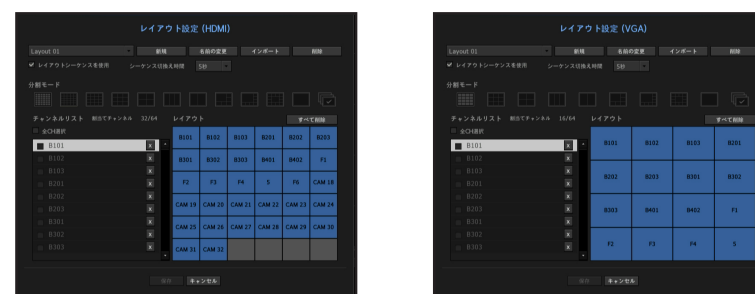 レイアウト設定 (HDMI)
Layout 01 新規 名前の変更 インポート 削除
レイアウトシーケンスを使用 シーケンス切換え時間 5秒
分割モード
チャンネルリスト 割当てチャンネル 32/64 レイアウト すべて削除
全CH選択
B101 x
B102 x
B103 x
B201 x
B202 x
B203 x
B301 x
B302 x
B303 x
B101 B102 B103 B201 B202 B203
B301 B302 B303 B401 B402 F1
F2 F3 F4 5 F6 CAM 18
CAM 19 CAM 20 CAM 21 CAM 22 CAM 23 CAM 24
CAM 25 CAM 26 CAM 27 CAM 28 CAM 29 CAM 30
CAM 31 CAM 32
保存 キャンセル
レイアウト設定 (VGA)
Layout 01 新規 名前の変更 インポート 削除
レイアウトシーケンスを使用 シーケンス切換え時間 5秒
分割モード
チャンネルリスト 割当てチャンネル 16/64 レイアウト すべて削除
全CH選択
B101 x
B102 x
B103 x
B201 x
B202 x
B203 x
B301 x
B302 x
B303 x
B101 B102 B103 B201
B202 B203 B301 B302
B303 B401 B402 F1
F2 F3 F4 5
保存 キャンセル